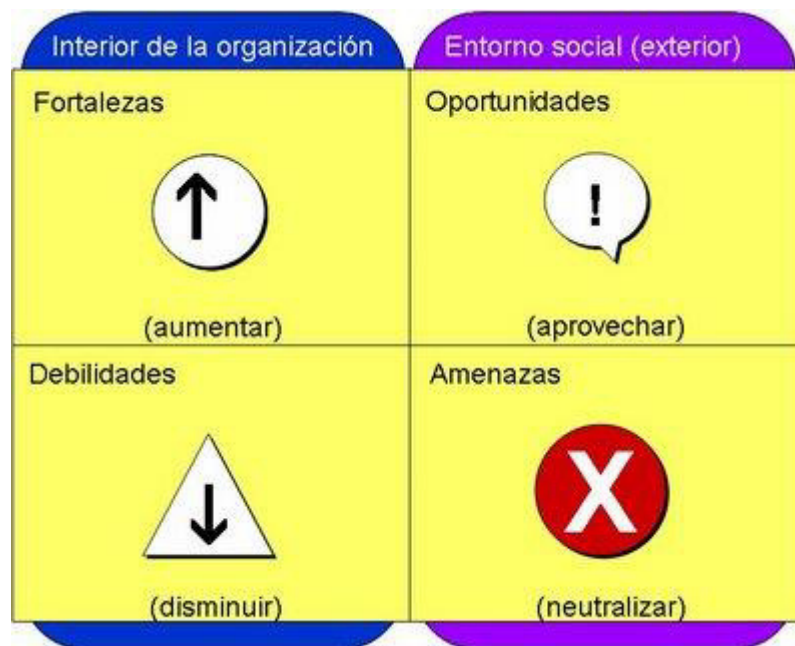 Interior de la organización
Entorno social (exterior)
Fortalezas
Oportunidades
!
(aumentar)
(aprovechar)
Debilidades
Amenazas
X
(disminuir)
(neutralizar)